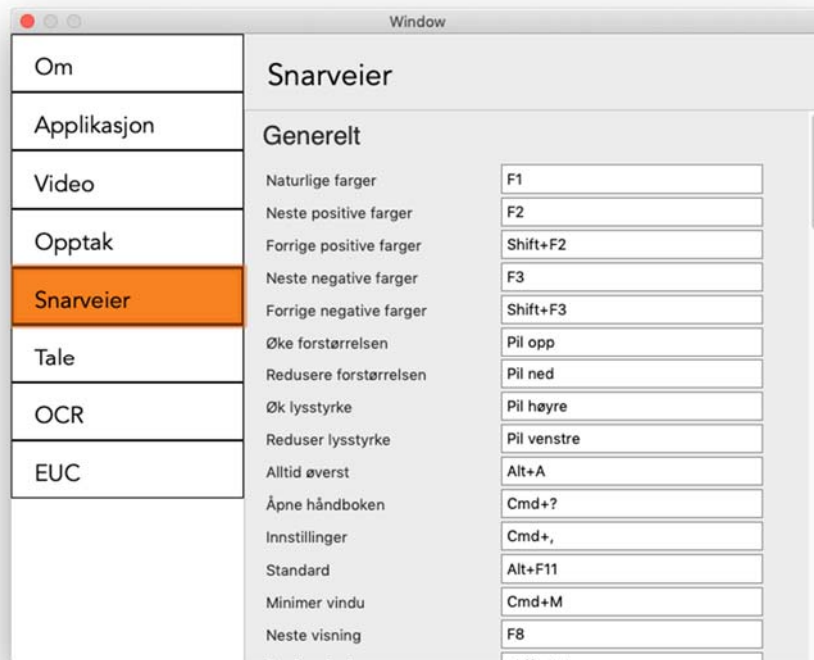 Window
Om
Applikasjon
Video
Opptak
Snarveier
Tale
OCR
EUC
Snarveier
Generelt
Naturlige farger F1
Neste positive farger F2
Forrige positive farger Shift+F2
Neste negative farger F3
Forrige negative farger Shift+F3
Øke forstørrelsen Pil opp
Redusere forstørrelsen Pil ned
Øk lysstyrke Pil høyre
Reduser lysstyrke Pil venstre
Alltid øverst Alt+A
Åpne håndboken Cmd+?
Innstillinger Cmd+,
Standard Alt+F11
Minimer vindu Cmd+M
Neste visning F8